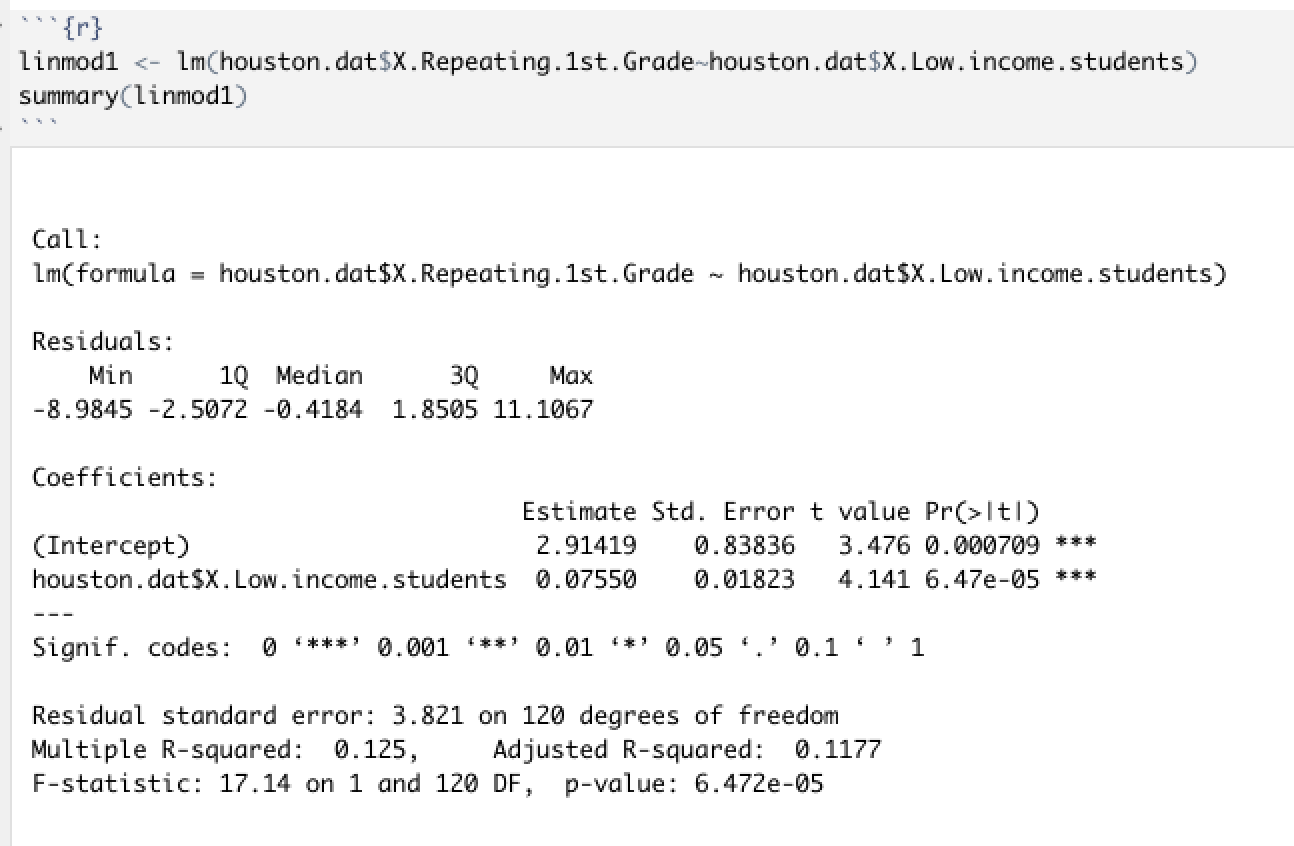 ```{r}
linmod1 <- lm(houston.dat$X.Repeating.1st.Grade~houston.dat$X.Low.income.students)
summary(linmod1)
```
Call:
lm(formula = houston.dat$X.Repeating.1st.Grade ~ houston.dat$X.Low.income.students)
Residuals:
    Min      1Q  Median      3Q     Max
-8.9845 -2.5072 -0.4184  1.8505 11.1067
Coefficients:
                                  Estimate Std. Error t value Pr(>|t|)
(Intercept)                        2.91419    0.83836   3.476 0.000709 ***
houston.dat$X.Low.income.students  0.07550    0.01823   4.141 6.47e-05 ***
---
Signif. codes:  0 ‘***’ 0.001 ‘**’ 0.01 ‘*’ 0.05 ‘.’ 0.1 ‘ ’ 1
Residual standard error: 3.821 on 120 degrees of freedom
Multiple R-squared:  0.125,	Adjusted R-squared:  0.1177
F-statistic: 17.14 on 1 and 120 DF,  p-value: 6.472e-05